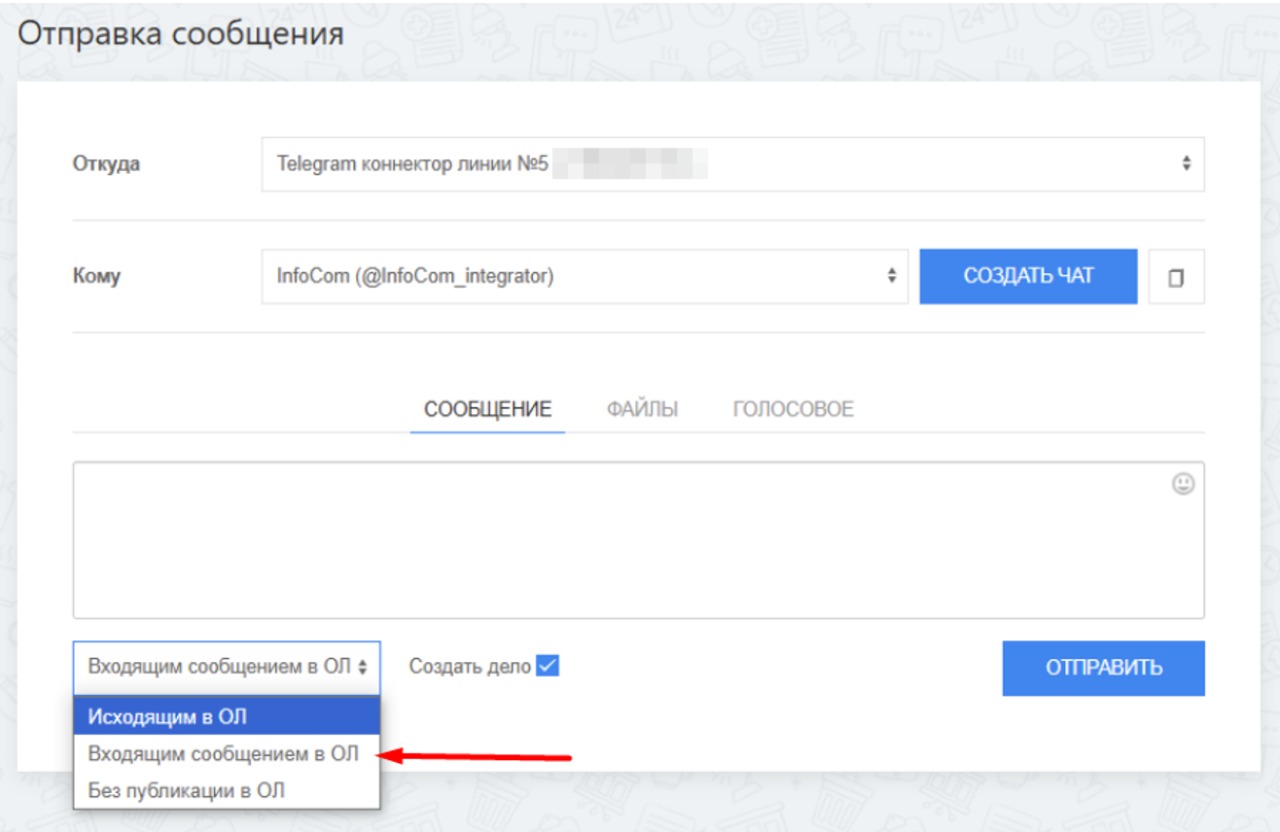 Отправка сообщения
Откуда
Telegram коннектор линии №5
Кому
InfoCom (@InfoCom_integrator)
СОЗДАТЬ ЧАТ
СООБЩЕНИЕ
ФАЙЛЫ
ГОЛОСОВОЕ
Входящим сообщением в ОЛ
Создать дело
ОТПРАВИТЬ
Исходящим в ОЛ
Входящим сообщением в ОЛ
Без публикации в ОЛ